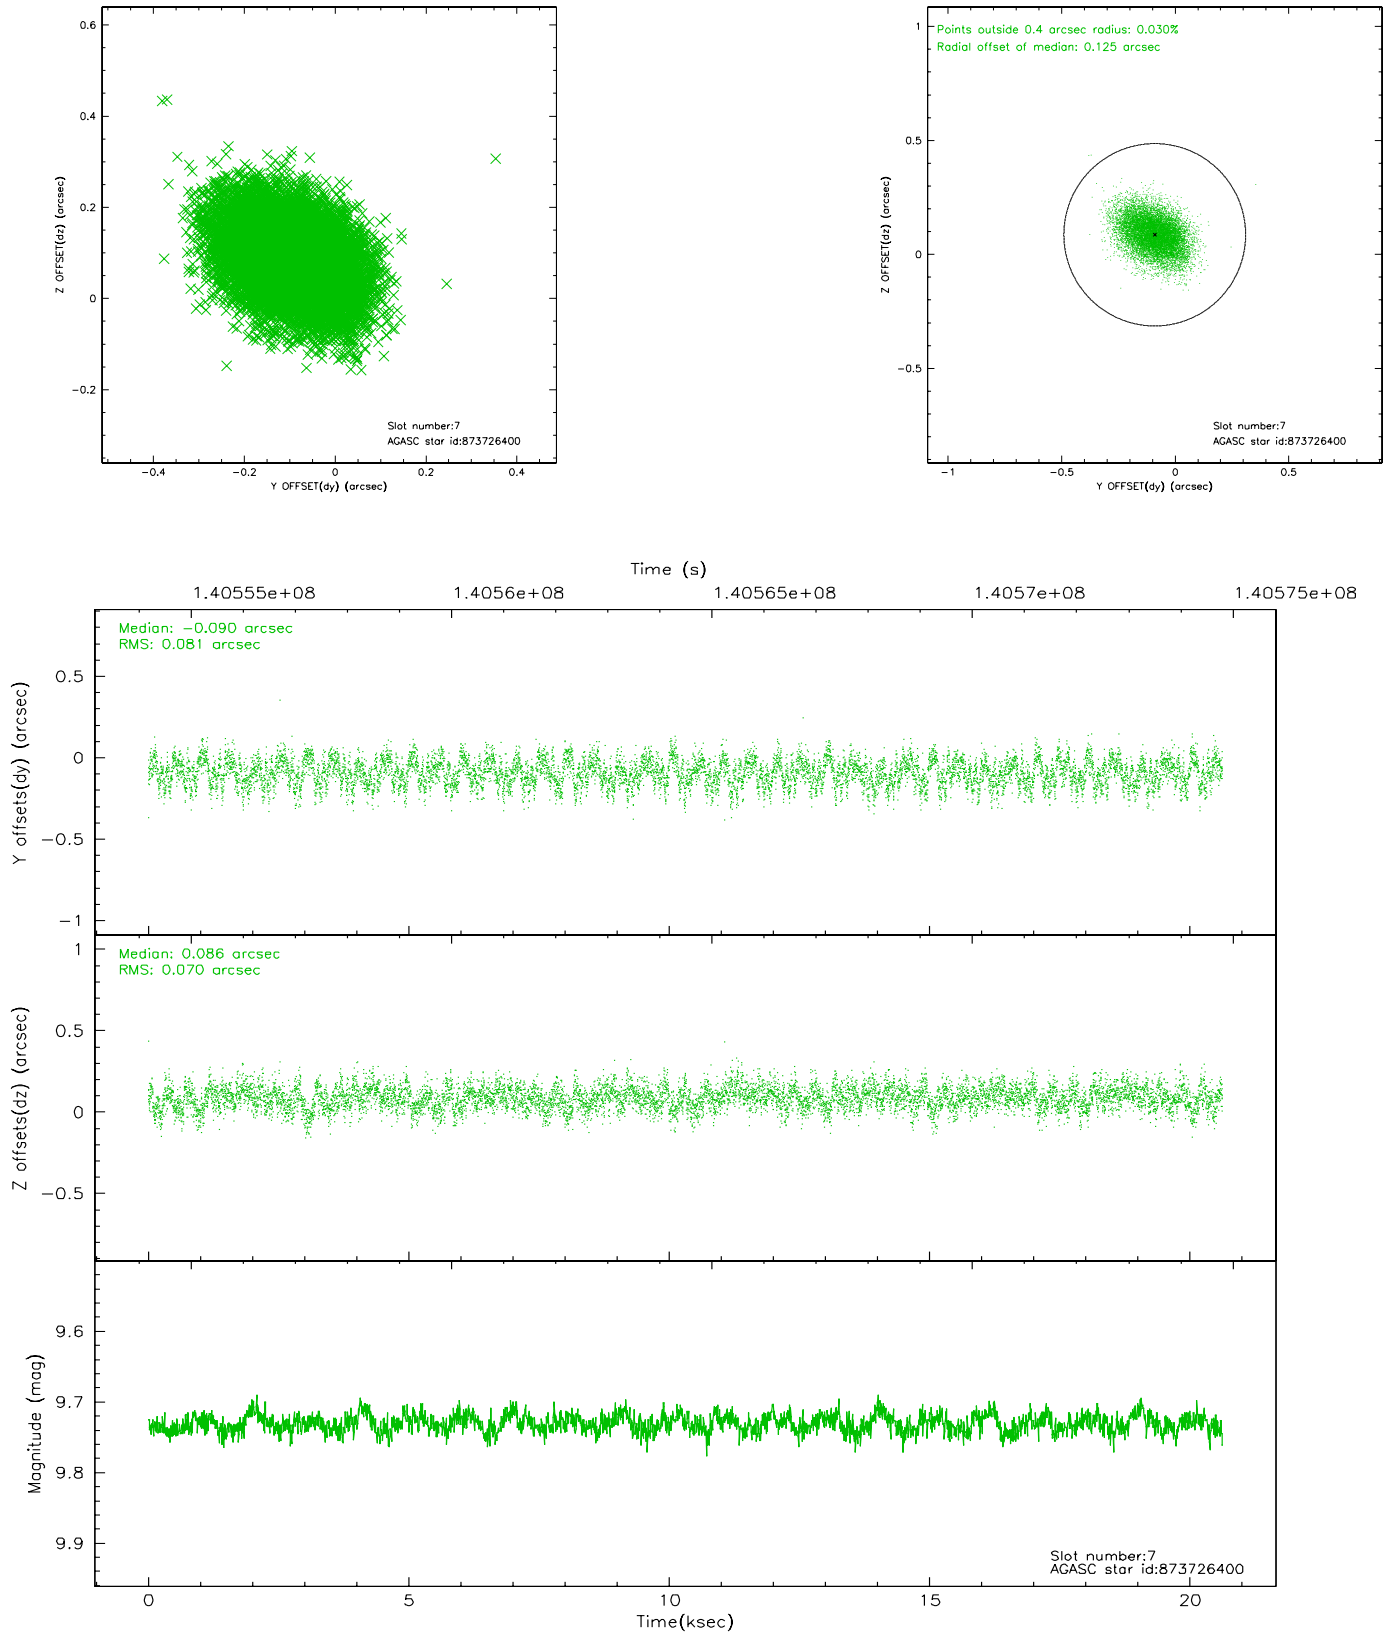 0.6
0.4
0.2
0
−0.2
Z OFFSET(dz) (arcsec)
−0.4
−0.2
0
0.2
0.4
Y OFFSET(dy) (arcsec)
Slot number:7
AGASC star id:873726400
Points outside 0.4 arcsec radius: 0.030%
Radial offset of median: 0.125 arcsec
1
0.5
0
−0.5
Z OFFSET(dz) (arcsec)
−1
−0.5
0
0.5
Y OFFSET(dy) (arcsec)
Slot number:7
AGASC star id:873726400
Time (s)
1.40555e+08
1.4056e+08
1.40565e+08
1.4057e+08
1.40575e+08
Median: −0.090 arcsec
RMS: 0.081 arcsec
0.5
0
−0.5
−1
Y offsets(dy) (arcsec)
Median: 0.086 arcsec
RMS: 0.070 arcsec
1
0.5
0
−0.5
Z offsets(dz) (arcsec)
9.6
9.7
9.8
9.9
Magnitude (mag)
Slot number:7
AGASC star id:873726400
0
5
10
15
20
Time(ksec)